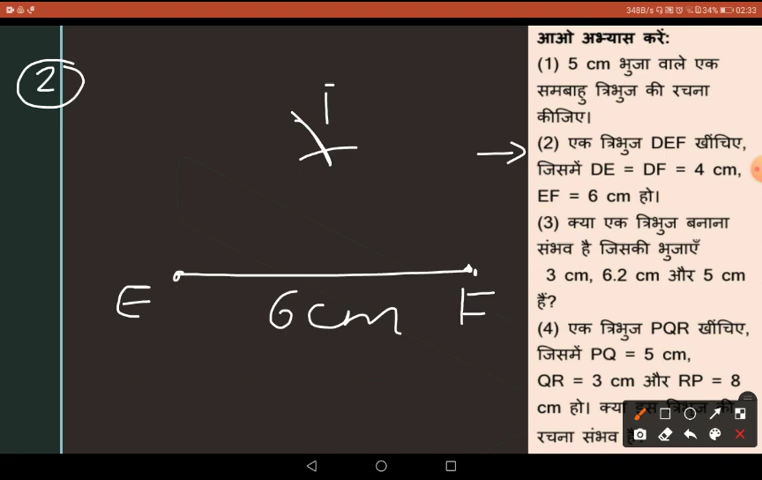 348B/s 34% 02:33
2
E 6cm F
आओ अभ्यास करें:
(1) 5 cm भुजा वाले एक
समबाहु त्रिभुज की रचना
कीजिए।
(2) एक त्रिभुज DEF खींचिए,
जिसमें DE = DF = 4 cm,
EF = 6 cm हो।
(3) क्या एक त्रिभुज बनाना
संभव है जिसकी भुजाएँ
3 cm, 6.2 cm और 5 cm
हैं?
(4) एक त्रिभुज PQR खींचिए,
जिसमें PQ = 5 cm,
QR = 3 cm और RP = 8
cm हो। क्या इस त्रिभुज की
रचना संभव